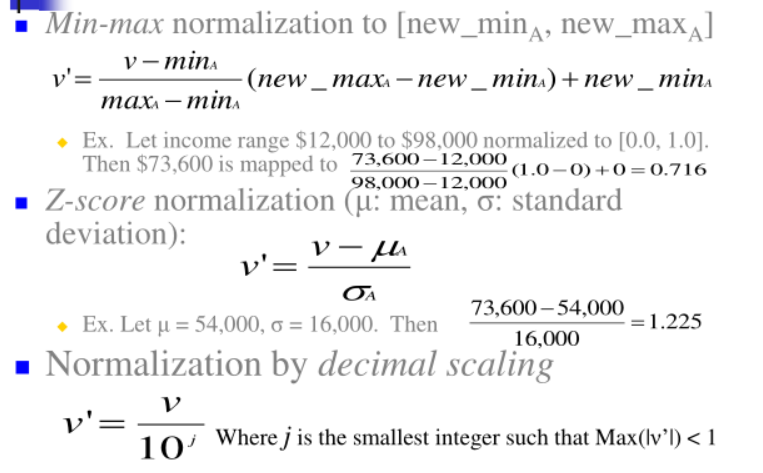 Min-max normalization to [new_minA, new_maxA]
v' = (v − minA) / (maxA − minA) (new_maxA − new_minA) + new_minA
Ex. Let income range $12,000 to $98,000 normalized to [0.0, 1.0].
Then $73,600 is mapped to (73,600 − 12,000) / (98,000 − 12,000) (1.0 − 0) + 0 = 0.716
Z-score normalization (μ: mean, σ: standard
deviation):
v' = (v − μA) / σA
Ex. Let μ = 54,000, σ = 16,000. Then (73,600 − 54,000) / 16,000 = 1.225
Normalization by decimal scaling
v' = v / 10^j Where j is the smallest integer such that Max(|v'|) < 1